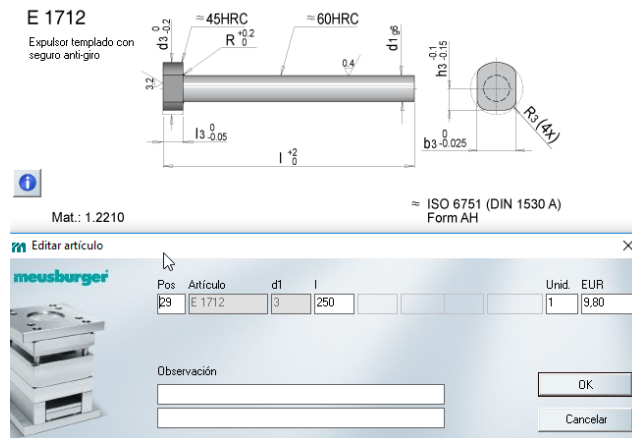 E 1712
Expulsor templado con
seguro anti-giro
d3 0 -0.2
≈ 45HRC
R +0.2 0
≈ 60HRC
0.4
d1 g6
h3 -0.1 -0.15
3.2
l3 0 -0.05
l +2 0
b3 0 -0.025
R3 (4x)
Mat.: 1.2210
≈ ISO 6751 (DIN 1530 A)
Form AH
m Editar artículo
meusburger
Pos Artículo d1 l Unid. EUR
29 E 1712 3 250 1 9,80
Observación
OK
Cancelar